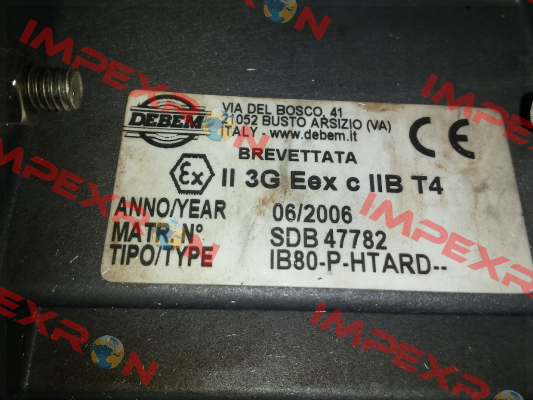 IMPEXRON
IMPEXRON
DEBEM
VIA DEL BOSCO, 41
21052 BUSTO ARSIZIO (VA)
ITALY - www.debem.it
CE
BREVETTATA
Ex II 3G Eex c IIB T4
ANNO/YEAR 06/2006
MATR. N° SDB 47782
TIPO/TYPE IB80-P-HTARD--
IMPEXRON
IMPEXRON